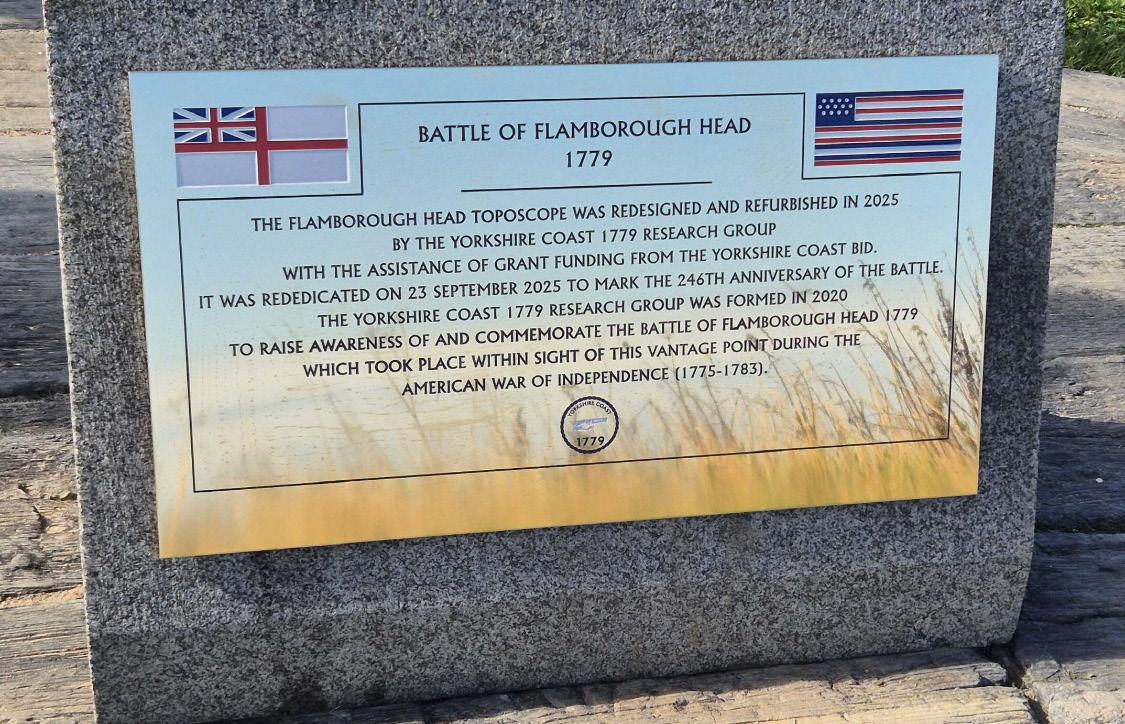 BATTLE OF FLAMBOROUGH HEAD
1779
THE FLAMBOROUGH HEAD TOPOSCOPE WAS REDESIGNED AND REFURBISHED IN 2025
BY THE YORKSHIRE COAST 1779 RESEARCH GROUP
WITH THE ASSISTANCE OF GRANT FUNDING FROM THE YORKSHIRE COAST BID.
IT WAS REDEDICATED ON 23 SEPTEMBER 2025 TO MARK THE 246TH ANNIVERSARY OF THE BATTLE.
THE YORKSHIRE COAST 1779 RESEARCH GROUP WAS FORMED IN 2020
TO RAISE AWARENESS OF AND COMMEMORATE THE BATTLE OF FLAMBOROUGH HEAD 1779
WHICH TOOK PLACE WITHIN SIGHT OF THIS VANTAGE POINT DURING THE
AMERICAN WAR OF INDEPENDENCE (1775-1783).
YORKSHIRE COAST
1779